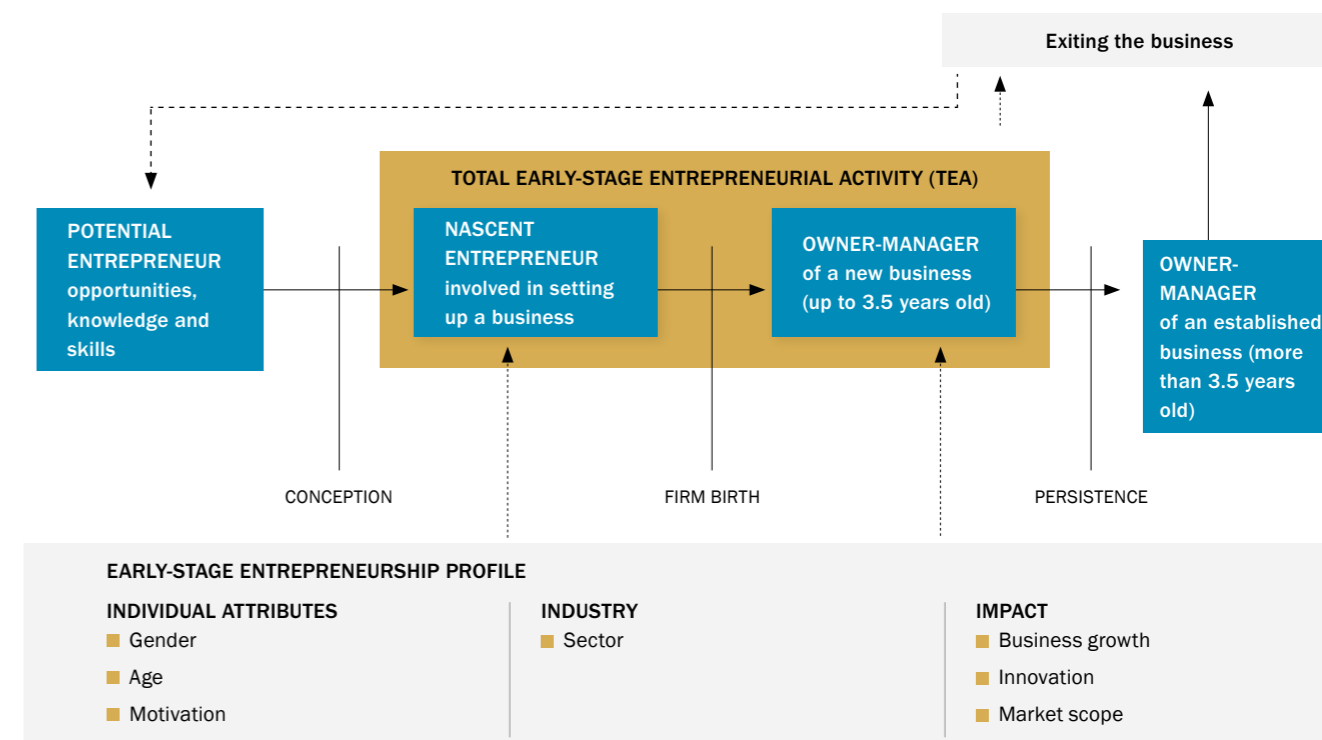 Exiting the business
TOTAL EARLY-STAGE ENTREPRENEURIAL ACTIVITY (TEA)
POTENTIAL
ENTREPRENEUR
opportunities,
knowledge and
skills
NASCENT
ENTREPRENEUR
involved in setting
up a business
OWNER-MANAGER
of a new business
(up to 3.5 years old)
OWNER-
MANAGER
of an established
business (more
than 3.5 years
old)
CONCEPTION
FIRM BIRTH
PERSISTENCE
EARLY-STAGE ENTREPRENEURSHIP PROFILE
INDIVIDUAL ATTRIBUTES
Gender
Age
Motivation
INDUSTRY
Sector
IMPACT
Business growth
Innovation
Market scope